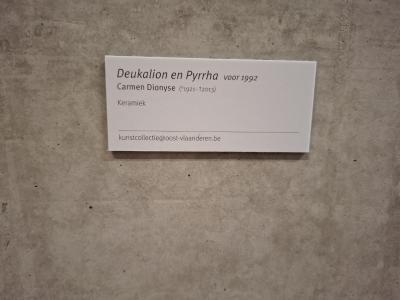 Deukalion en Pyrrha voor 1992
Carmen Dionyse (°1921-†2013)
Keramiek
kunstcollectie@oost-vlaanderen.be